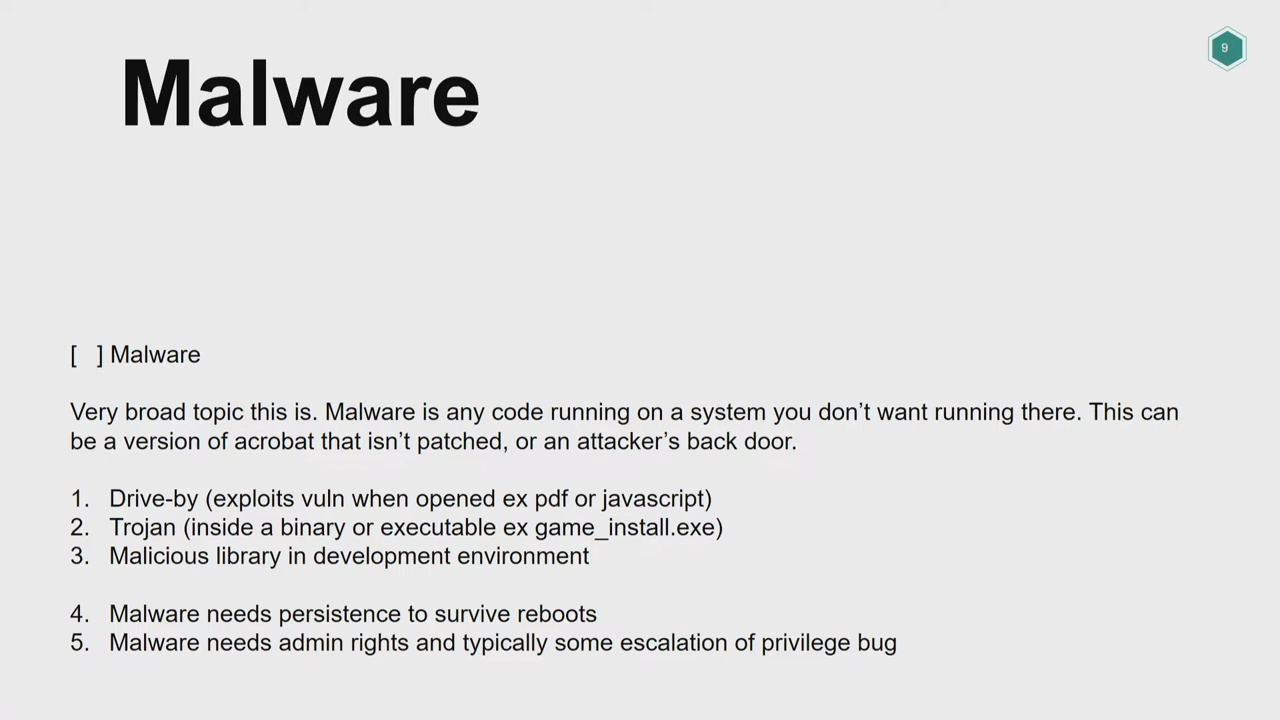 9
Malware
[ ] Malware
Very broad topic this is. Malware is any code running on a system you don’t want running there. This can
be a version of acrobat that isn’t patched, or an attacker’s back door.
1. Drive-by (exploits vuln when opened ex pdf or javascript)
2. Trojan (inside a binary or executable ex game_install.exe)
3. Malicious library in development environment
4. Malware needs persistence to survive reboots
5. Malware needs admin rights and typically some escalation of privilege bug